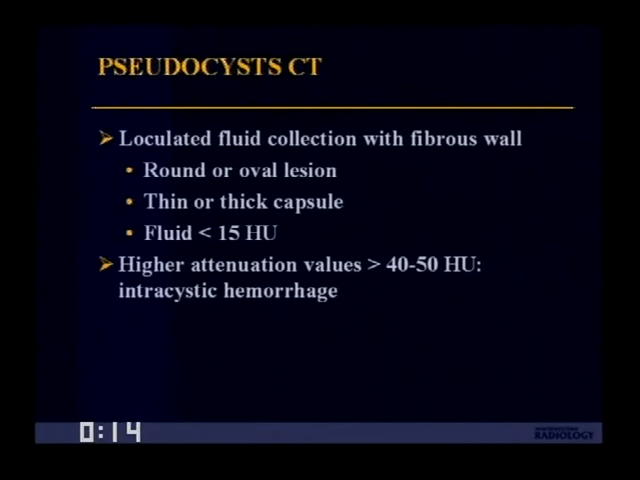 PSEUDOCYSTS CT
➢ Loculated fluid collection with fibrous wall
• Round or oval lesion
• Thin or thick capsule
• Fluid < 15 HU
➢ Higher attenuation values > 40-50 HU:
intracystic hemorrhage
0:14
RADIOLOGY